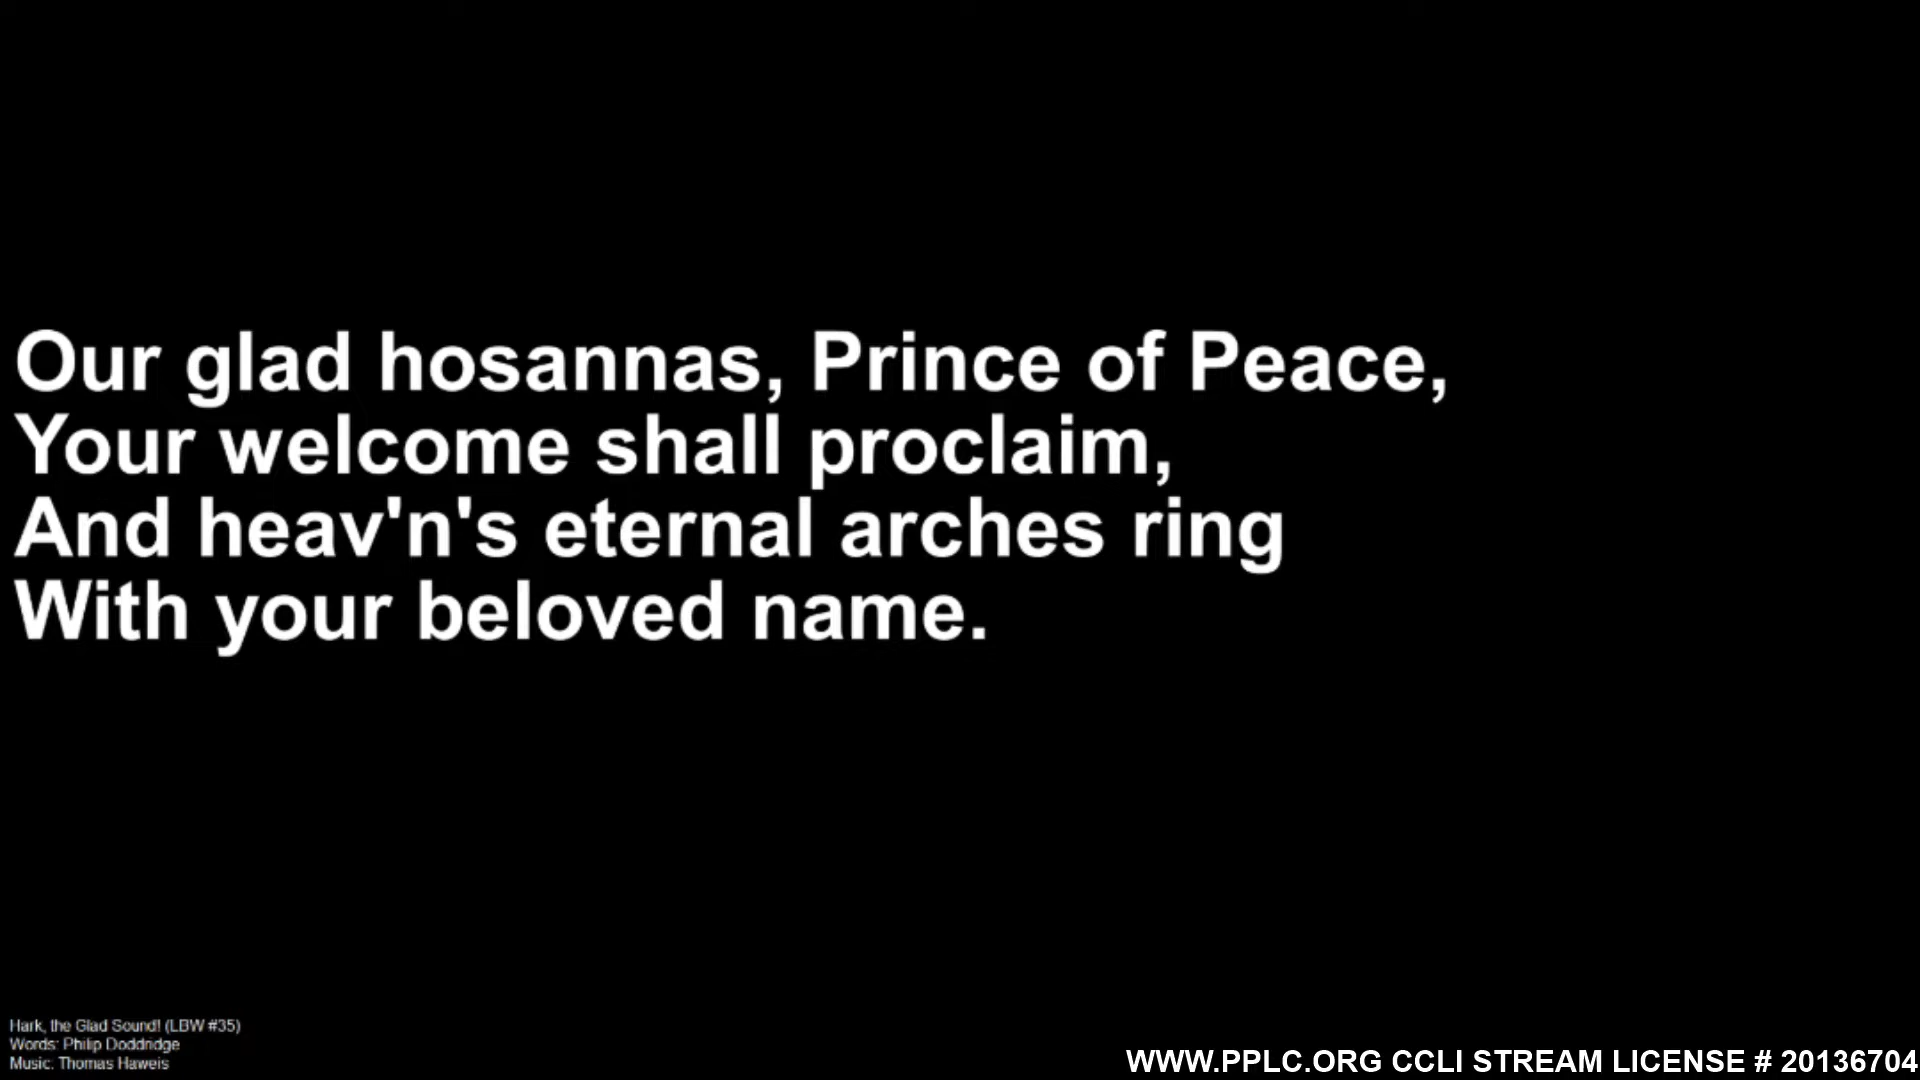 Our glad hosannas, Prince of Peace,
Your welcome shall proclaim,
And heav'n's eternal arches ring
With your beloved name.
Hark, the Glad Sound! (LBW #35)
Words: Philip Doddridge
Music: Thomas Haweis
WWW.PPLC.ORG CCLI STREAM LICENSE # 20136704